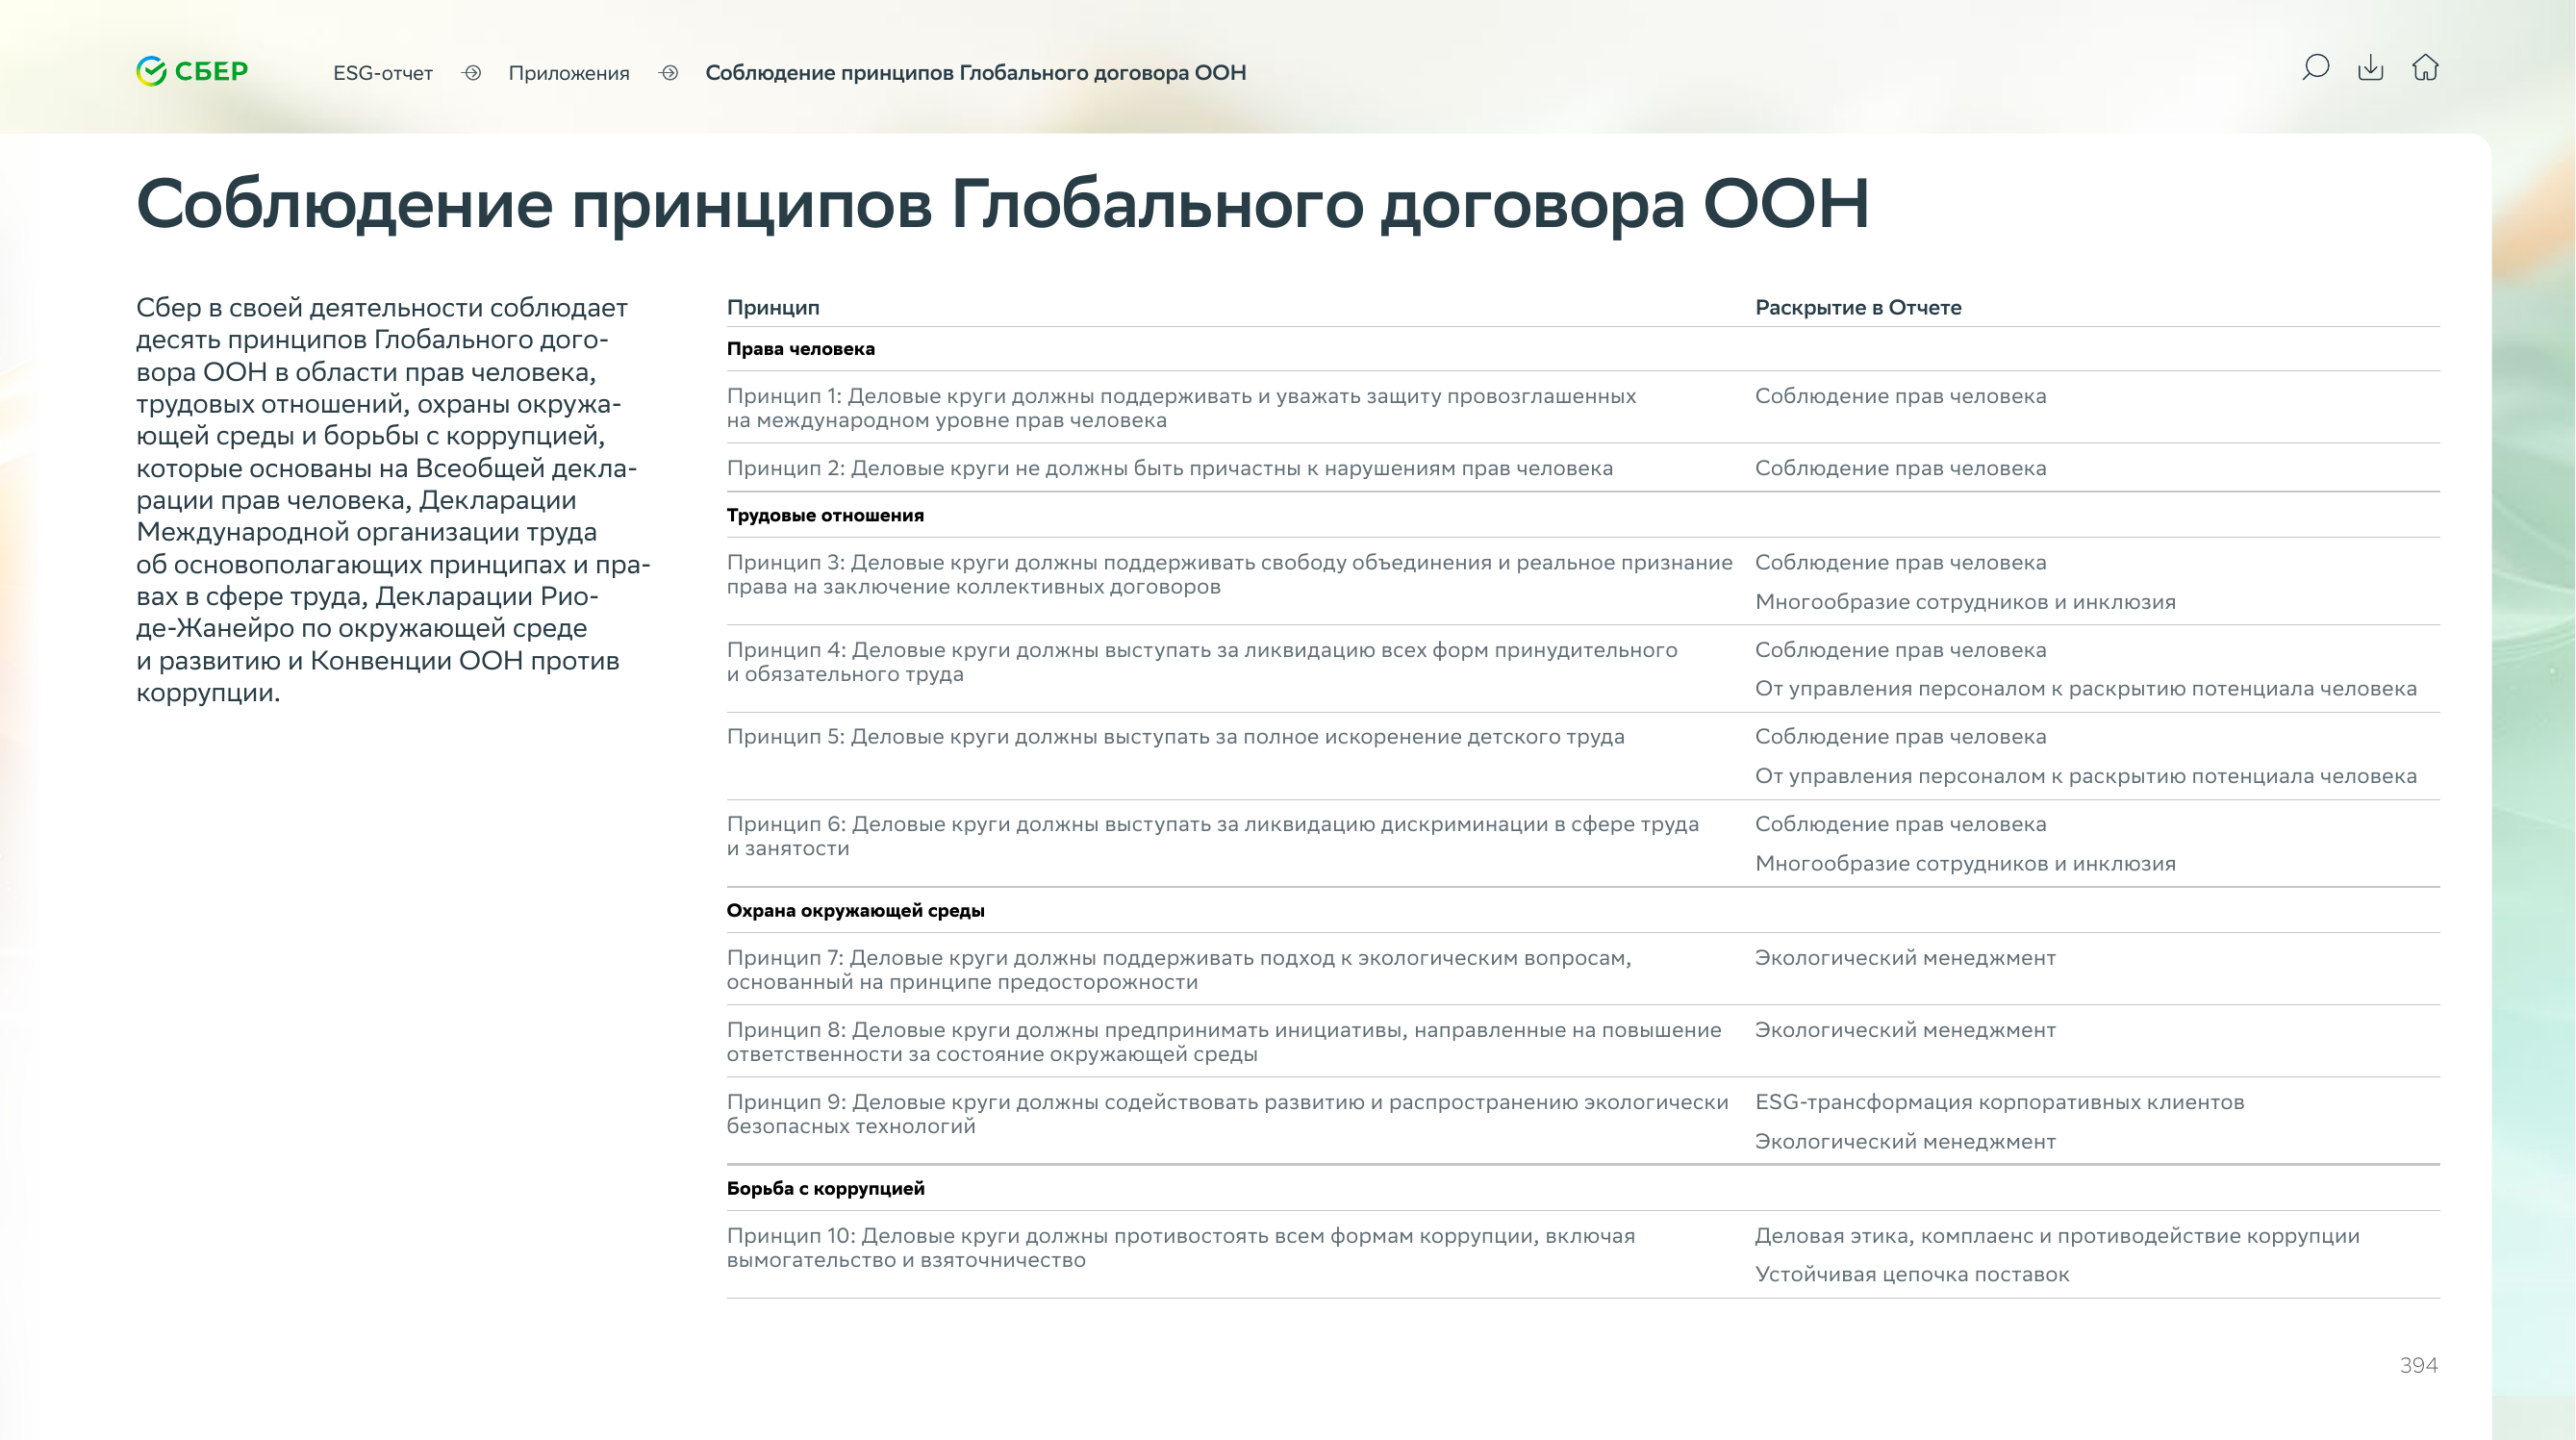 СБЕР
ESG-отчет
Приложения
Соблюдение принципов Глобального договора ООН
Соблюдение принципов Глобального договора ООН
Сбер в своей деятельности соблюдает
десять принципов Глобального дого-
вора ООН в области прав человека,
трудовых отношений, охраны окружа-
ющей среды и борьбы с коррупцией,
которые основаны на Всеобщей декла-
рации прав человека, Декларации
Международной организации труда
об основополагающих принципах и пра-
вах в сфере труда, Декларации Рио-
де-Жанейро по окружающей среде
и развитию и Конвенции ООН против
коррупции.
Принцип
Раскрытие в Отчете
Права человека
Принцип 1: Деловые круги должны поддерживать и уважать защиту провозглашенных
на международном уровне прав человека
Соблюдение прав человека
Принцип 2: Деловые круги не должны быть причастны к нарушениям прав человека
Соблюдение прав человека
Трудовые отношения
Принцип 3: Деловые круги должны поддерживать свободу объединения и реальное признание
права на заключение коллективных договоров
Соблюдение прав человека
Многообразие сотрудников и инклюзия
Принцип 4: Деловые круги должны выступать за ликвидацию всех форм принудительного
и обязательного труда
Соблюдение прав человека
От управления персоналом к раскрытию потенциала человека
Принцип 5: Деловые круги должны выступать за полное искоренение детского труда
Соблюдение прав человека
От управления персоналом к раскрытию потенциала человека
Принцип 6: Деловые круги должны выступать за ликвидацию дискриминации в сфере труда
и занятости
Соблюдение прав человека
Многообразие сотрудников и инклюзия
Охрана окружающей среды
Принцип 7: Деловые круги должны поддерживать подход к экологическим вопросам,
основанный на принципе предосторожности
Экологический менеджмент
Принцип 8: Деловые круги должны предпринимать инициативы, направленные на повышение
ответственности за состояние окружающей среды
Экологический менеджмент
Принцип 9: Деловые круги должны содействовать развитию и распространению экологически
безопасных технологий
ESG-трансформация корпоративных клиентов
Экологический менеджмент
Борьба с коррупцией
Принцип 10: Деловые круги должны противостоять всем формам коррупции, включая
вымогательство и взяточничество
Деловая этика, комплаенс и противодействие коррупции
Устойчивая цепочка поставок
394